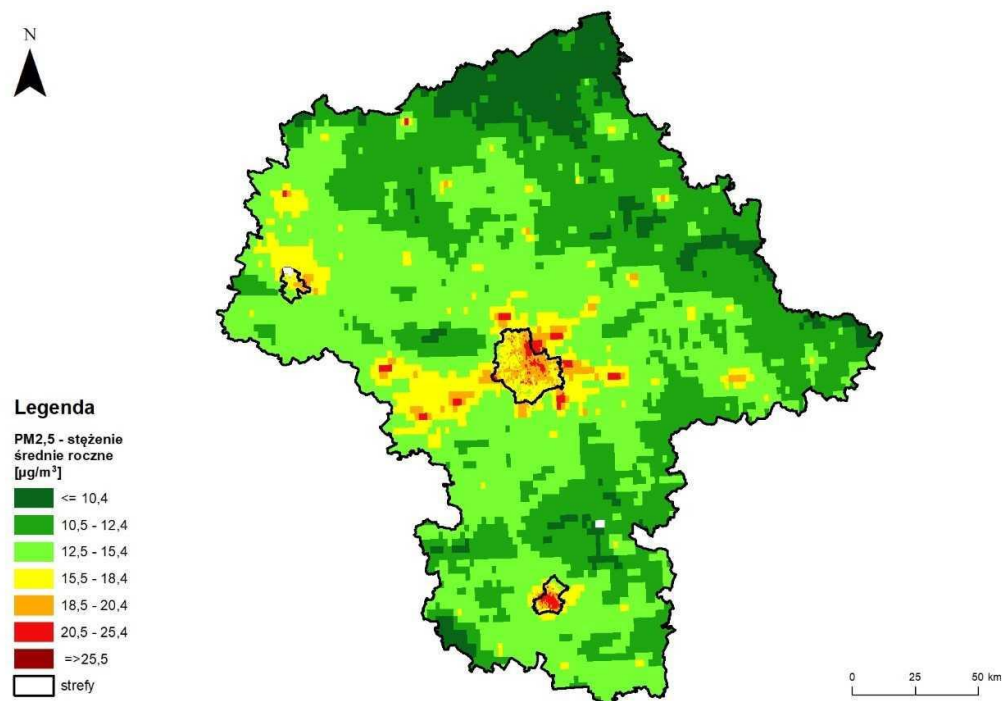 N
Legenda
PM2,5 - stężenie
średnie roczne
[µg/m³]
<= 10,4
10,5 - 12,4
12,5 - 15,4
15,5 - 18,4
18,5 - 20,4
20,5 - 25,4
=>25,5
strefy
0 25 50 km